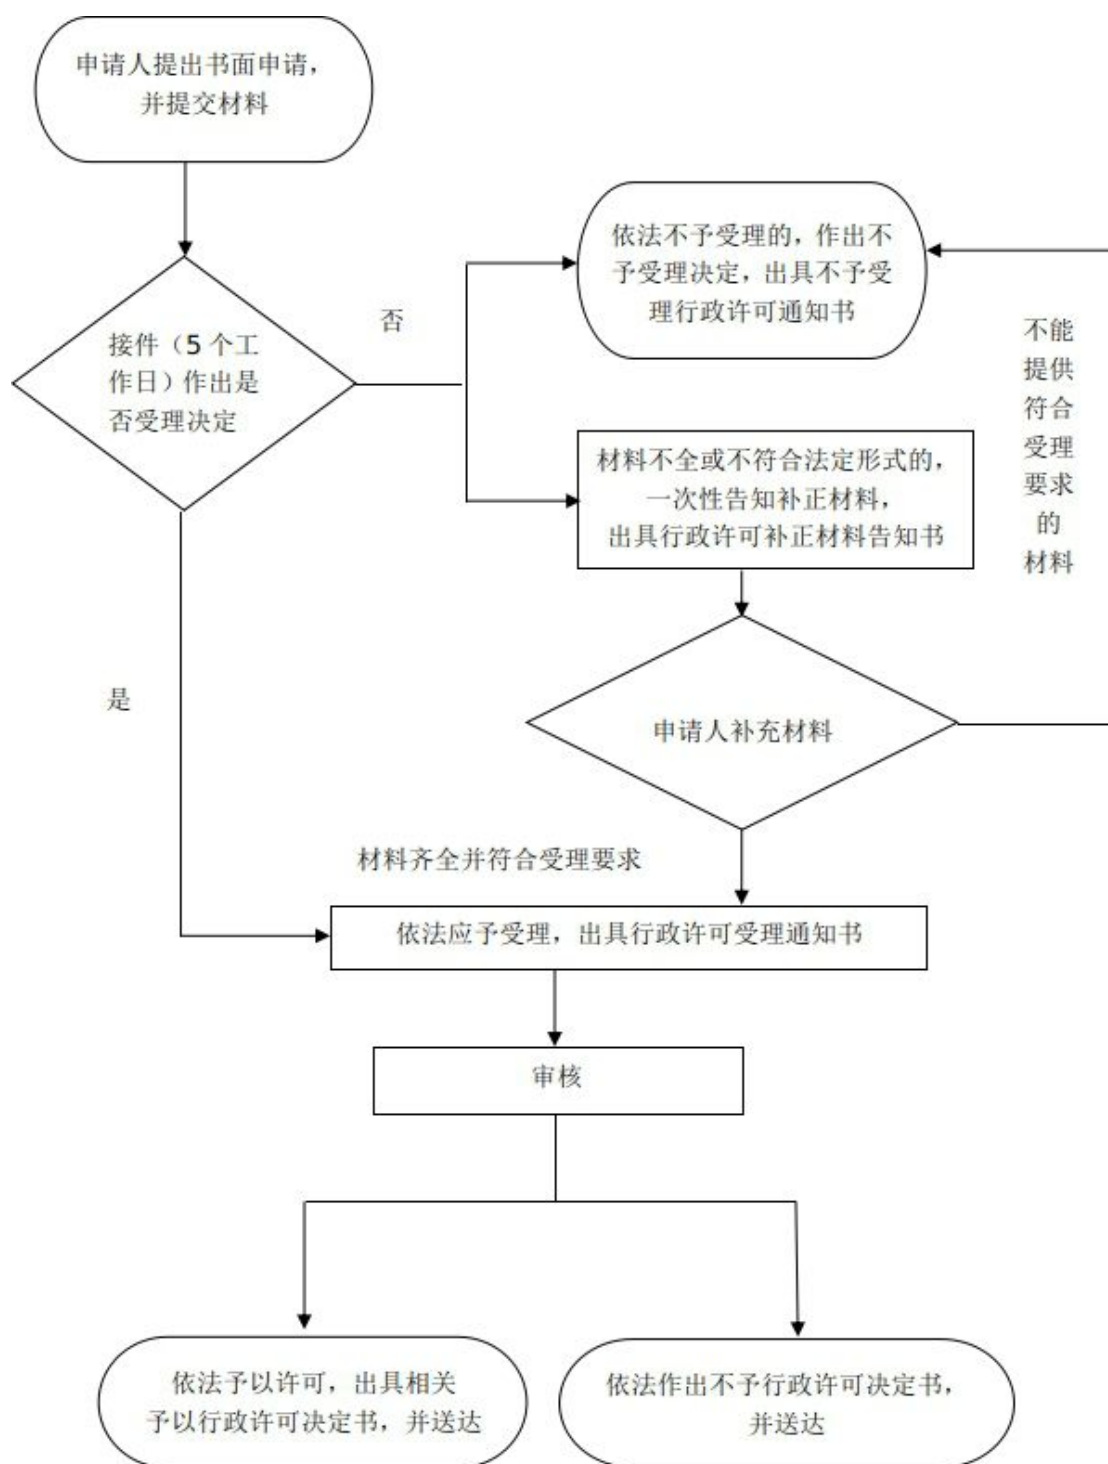 申请人提出书面申请，
并提交材料
依法不予受理的，作出不
予受理决定，出具不予受
理行政许可通知书
否
接件（5 个工
作日）作出是
否受理决定
不能
提供
符合
受理
要求
的
材料
材料不全或不符合法定形式的，
一次性告知补正材料，
出具行政许可补正材料告知书
是
申请人补充材料
材料齐全并符合受理要求
依法应予受理，出具行政许可受理通知书
审核
依法予以许可，出具相关
予以行政许可决定书，并送达
依法作出不予行政许可决定书，
并送达